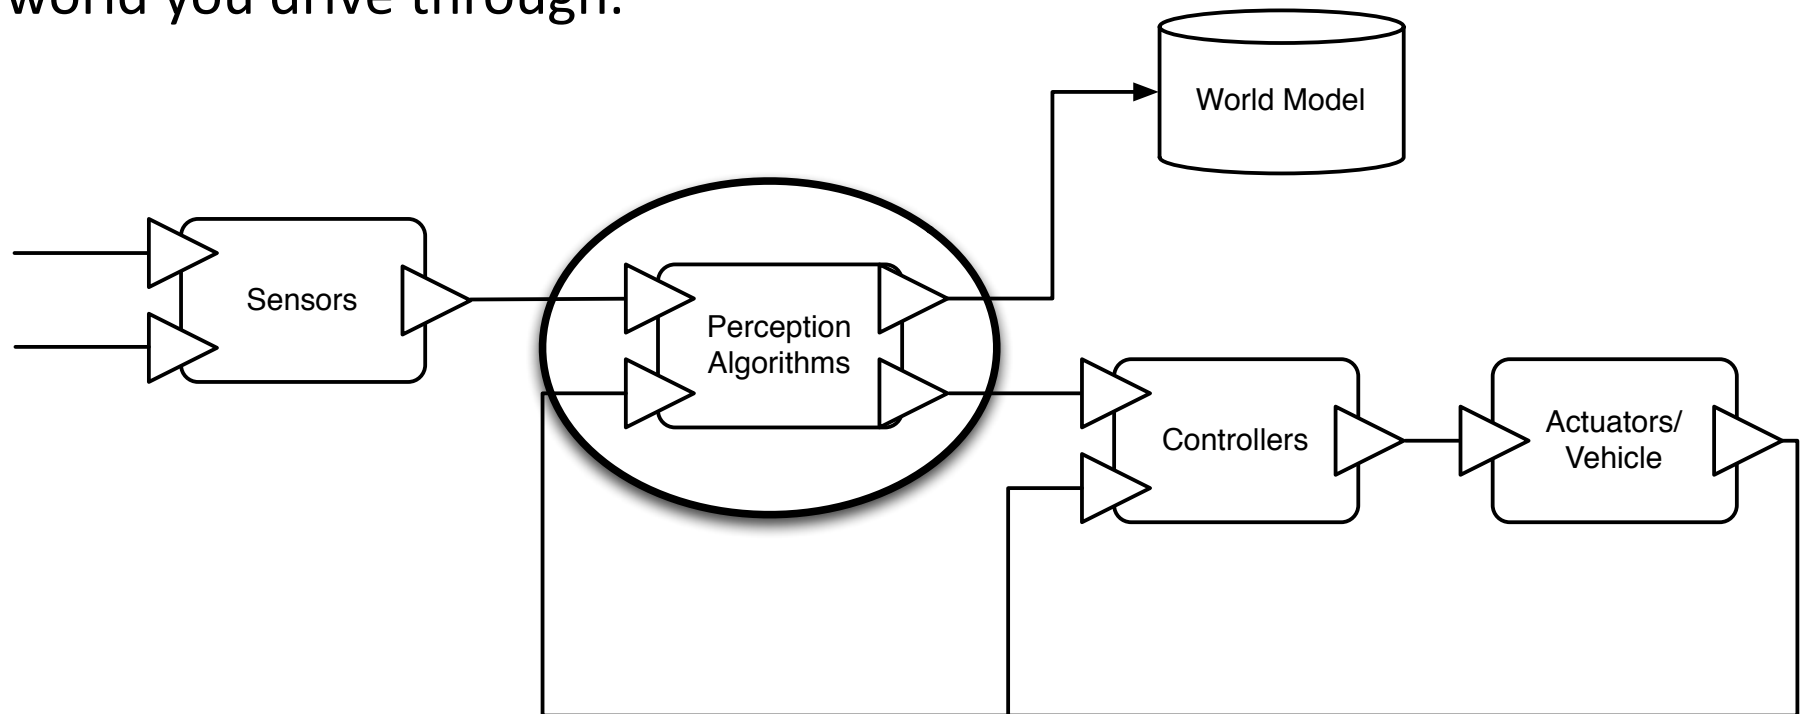 world you drive through.
World Model
Sensors
Perception
Algorithms
Controllers
Actuators/
Vehicle